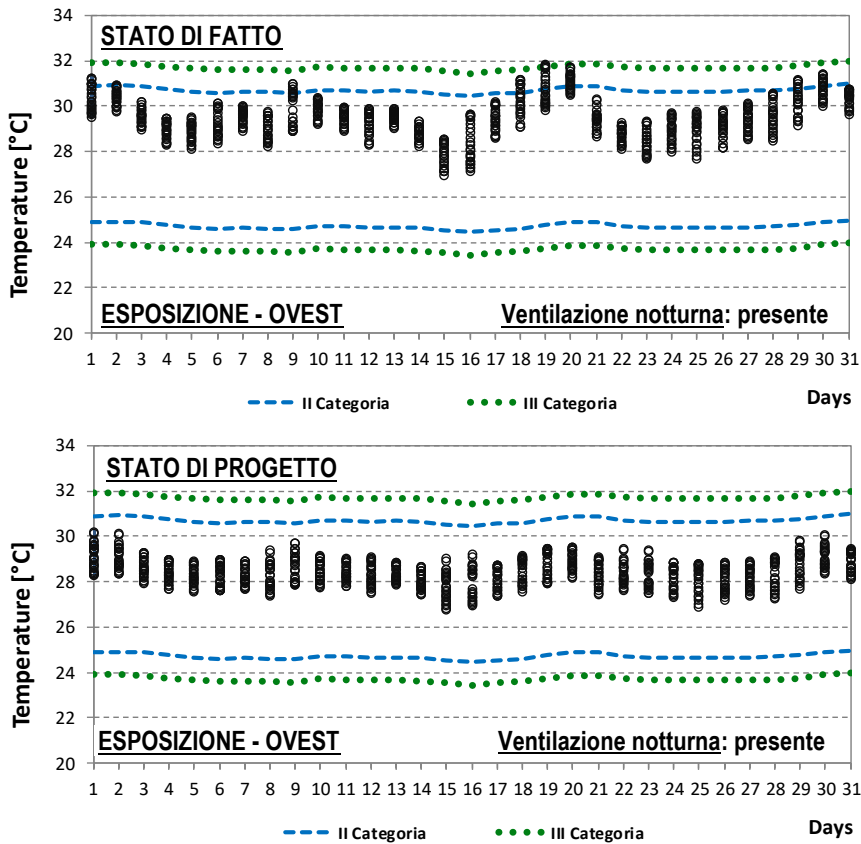 STATO DI FATTO
34
32
30
28
26
24
22
20
Temperature [°C]
ESPOSIZIONE - OVEST
Ventilazione notturna: presente
1 2 3 4 5 6 7 8 9 10 11 12 13 14 15 16 17 18 19 20 21 22 23 24 25 26 27 28 29 30 31
II Categoria
III Categoria
Days
STATO DI PROGETTO
34
32
30
28
26
24
22
20
Temperature [°C]
ESPOSIZIONE - OVEST
Ventilazione notturna: presente
1 2 3 4 5 6 7 8 9 10 11 12 13 14 15 16 17 18 19 20 21 22 23 24 25 26 27 28 29 30 31
Days
II Categoria
III Categoria